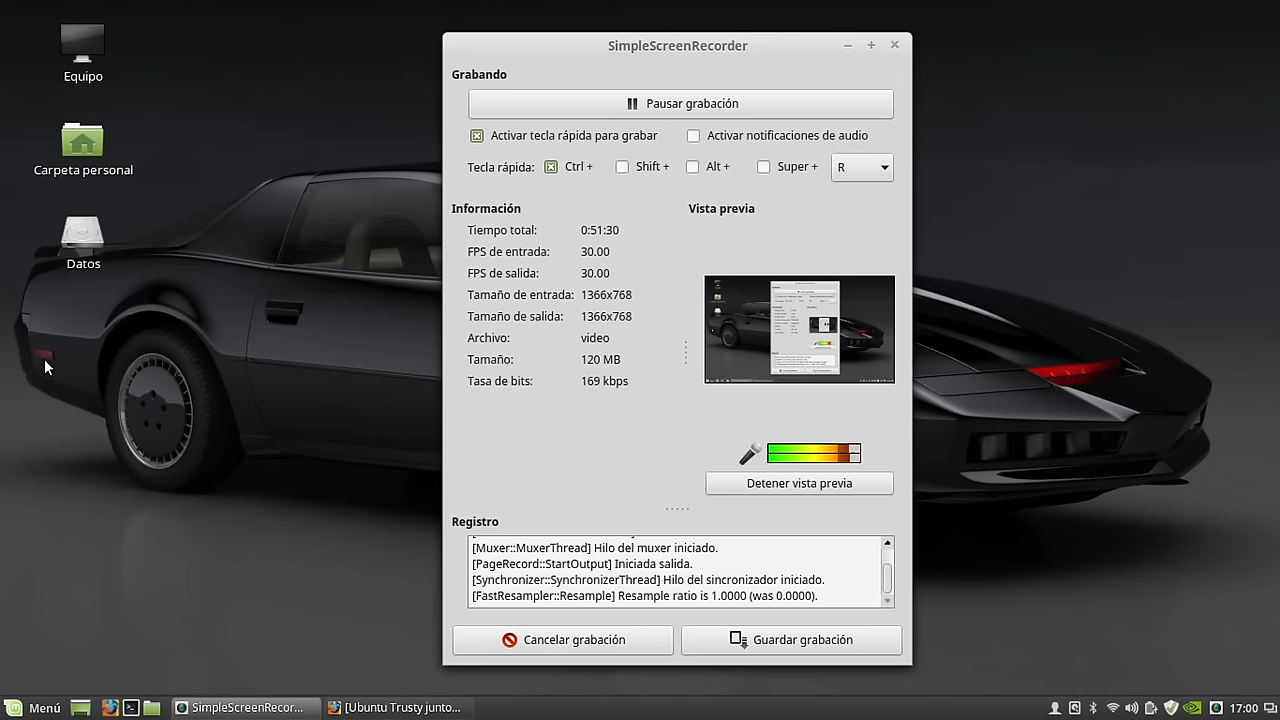 Equipo
Carpeta personal
Datos
SimpleScreenRecorder
Grabando
Pausar grabación
Activar tecla rápida para grabar
Activar notificaciones de audio
Tecla rápida: Ctrl + Shift + Alt + Super + R
Información
Vista previa
Tiempo total: 0:51:30
FPS de entrada: 30.00
FPS de salida: 30.00
Tamaño de entrada: 1366x768
Tamaño de salida: 1366x768
Archivo: video
Tamaño: 120 MB
Tasa de bits: 169 kbps
Detener vista previa
Registro
[Muxer::MuxerThread] Hilo del muxer iniciado.
[PageRecord::StartOutput] Iniciada salida.
[Synchronizer::SynchronizerThread] Hilo del sincronizador iniciado.
[FastResampler::Resample] Resample ratio is 1.0000 (was 0.0000).
Cancelar grabación
Guardar grabación
Menú
SimpleScreenRecor...
[Ubuntu Trusty junto...
17:00